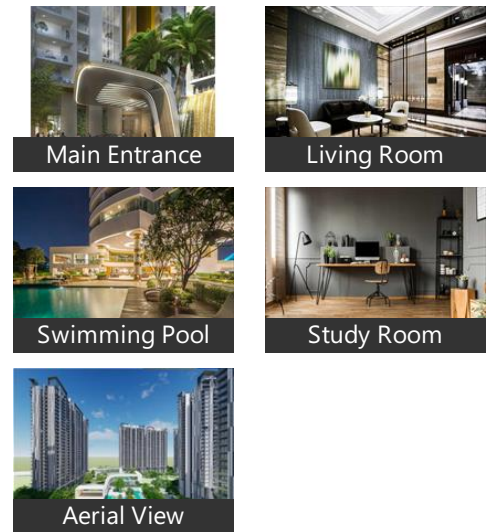 Main Entrance
Living Room
Swimming Pool
Study Room
Aerial View